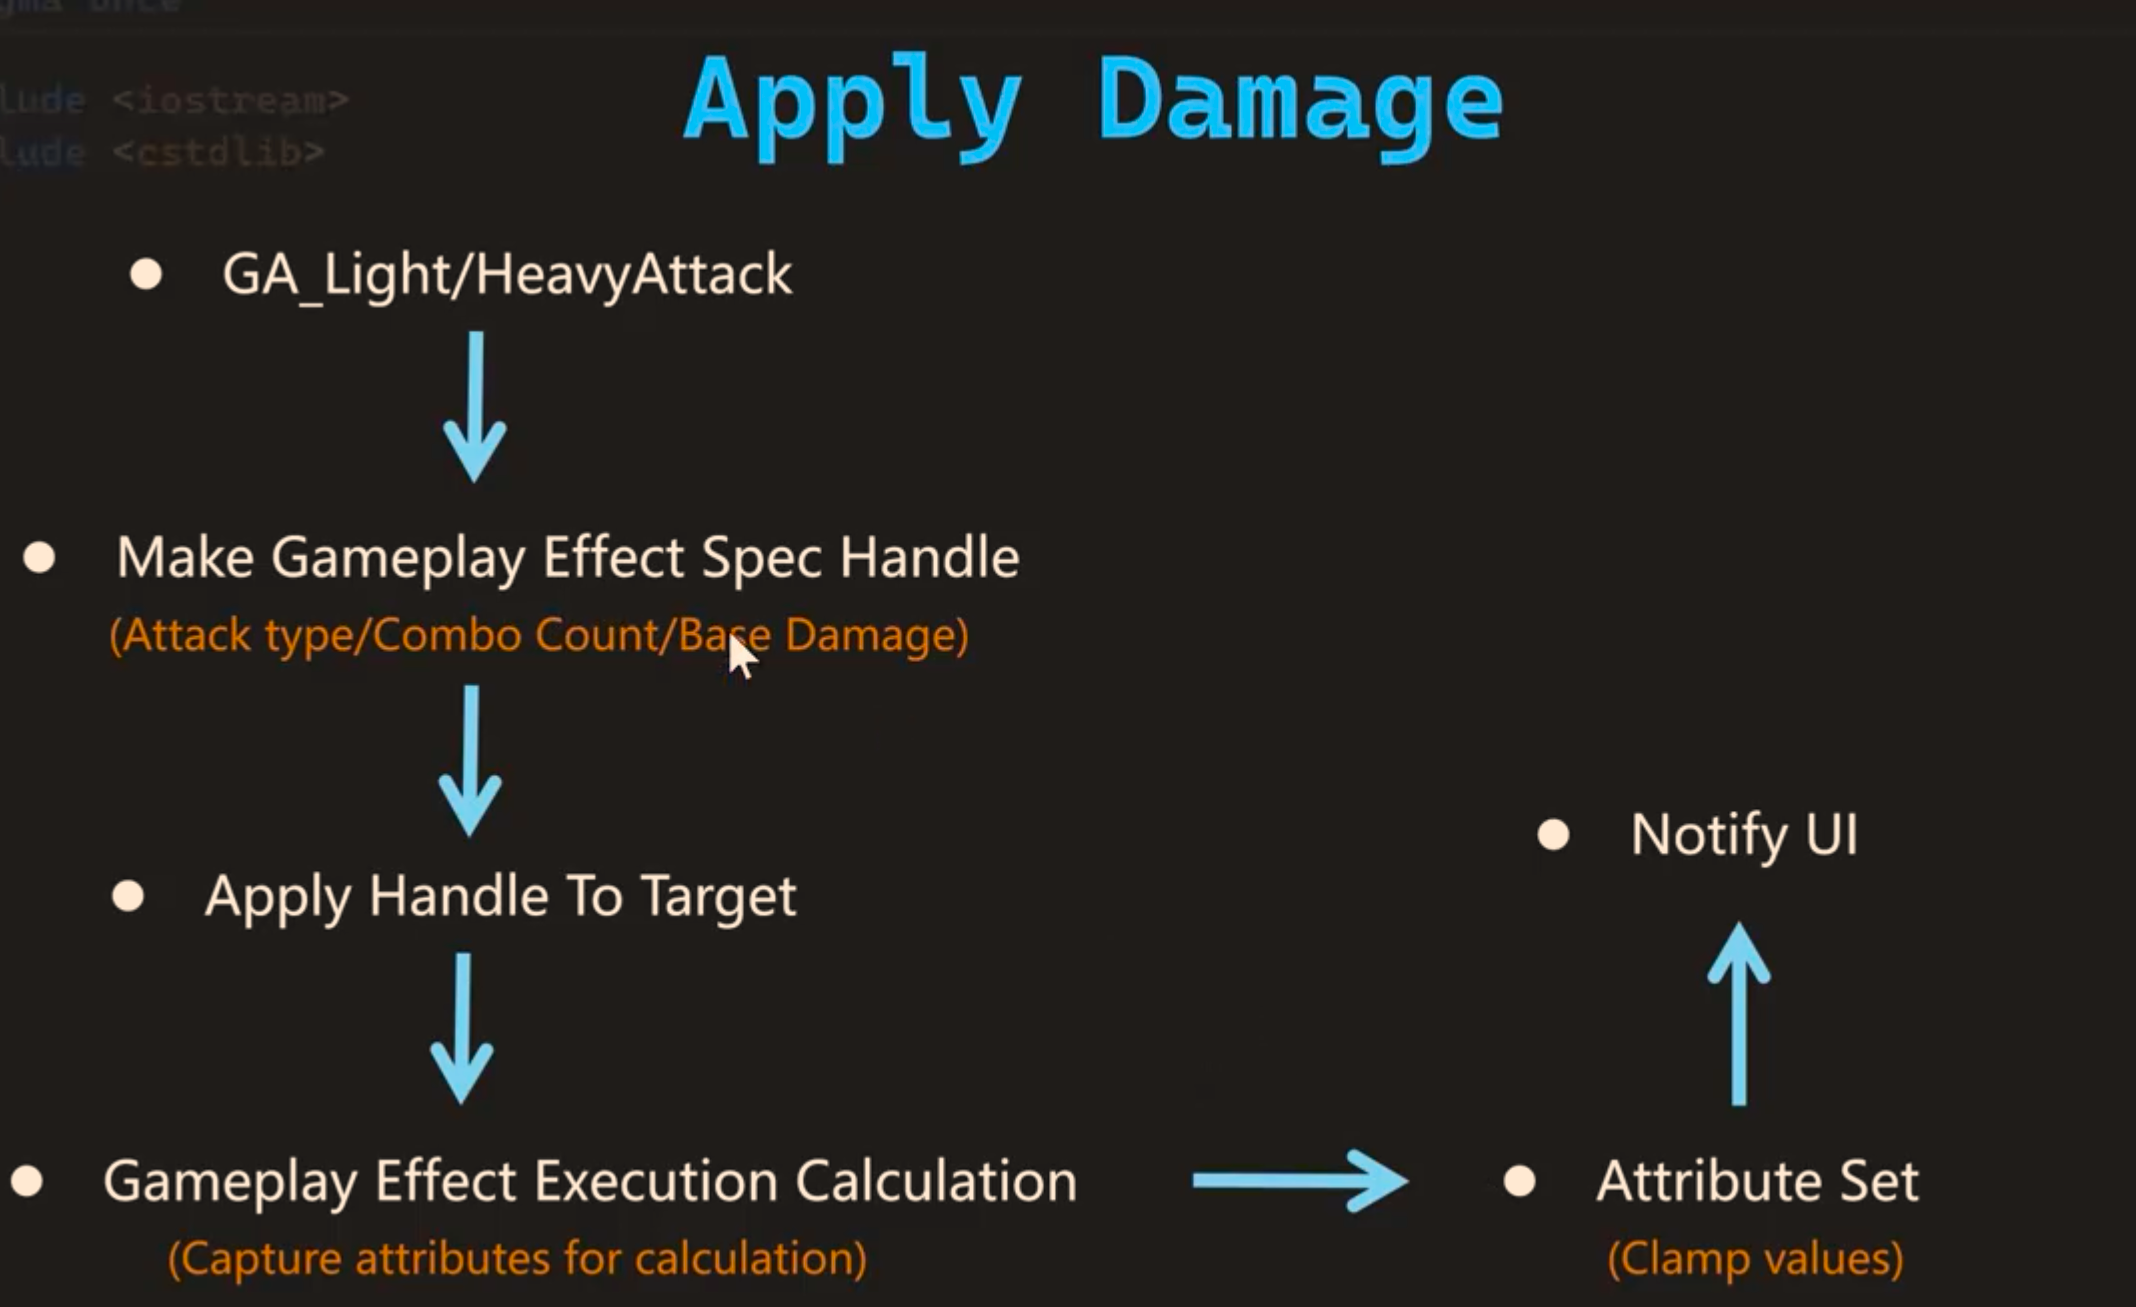 once
lude <iostream>
lude <cstdlib>
Apply Damage
GA_Light/HeavyAttack
Make Gameplay Effect Spec Handle
(Attack type/Combo Count/Base Damage)
Apply Handle To Target
Gameplay Effect Execution Calculation
(Capture attributes for calculation)
Notify UI
Attribute Set
(Clamp values)